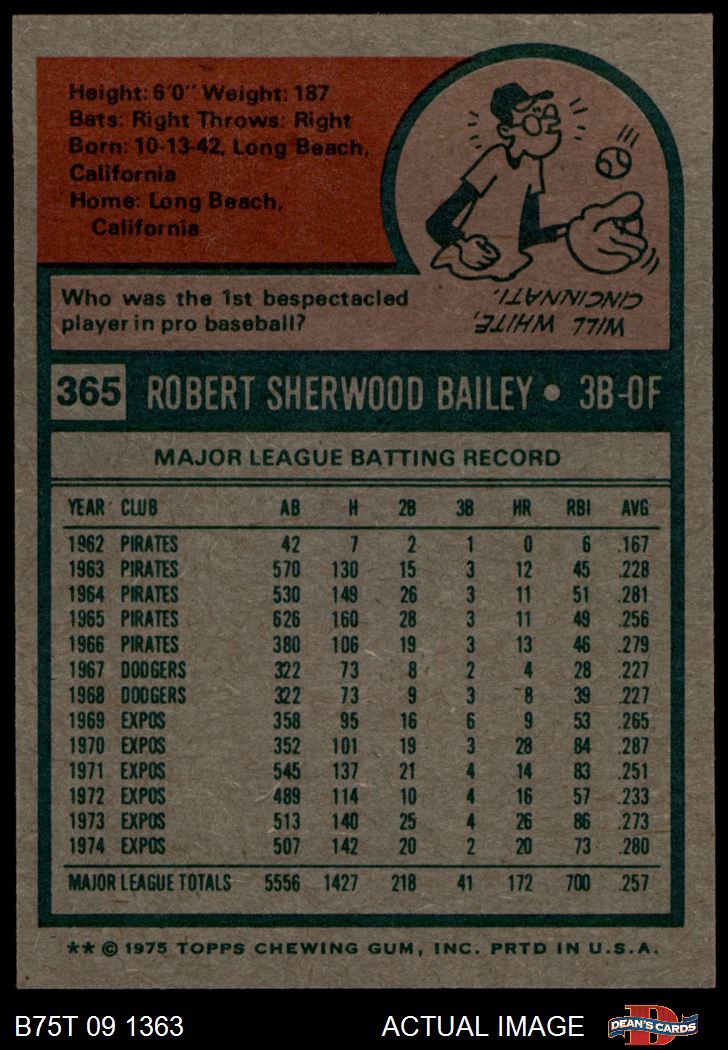 Height: 6'0" Weight: 187
Bats: Right Throws: Right
Born: 10-13-42, Long Beach,
California
Home: Long Beach,
California
Who was the 1st bespectacled
player in pro baseball?
WILL WHITE,
CINCINNATI.
365 ROBERT SHERWOOD BAILEY • 3B-OF
MAJOR LEAGUE BATTING RECORD
YEAR CLUB AB H 2B 3B HR RBI AVG
1962 PIRATES 42 7 2 1 0 6 .167
1963 PIRATES 570 130 15 3 12 45 .228
1964 PIRATES 530 149 26 3 11 51 .281
1965 PIRATES 626 160 28 3 11 49 .256
1966 PIRATES 380 106 19 3 13 46 .279
1967 DODGERS 322 73 8 2 4 28 .227
1968 DODGERS 322 73 9 3 8 39 .227
1969 EXPOS 358 95 16 6 9 53 .265
1970 EXPOS 352 101 19 3 28 84 .287
1971 EXPOS 545 137 21 4 14 83 .251
1972 EXPOS 489 114 10 4 16 57 .233
1973 EXPOS 513 140 25 4 26 86 .273
1974 EXPOS 507 142 20 2 20 73 .280
MAJOR LEAGUE TOTALS 5556 1427 218 41 172 700 .257
** © 1975 TOPPS CHEWING GUM, INC. PRTD IN U.S.A.
B75T 09 1363 ACTUAL IMAGE DEAN'S CARDS